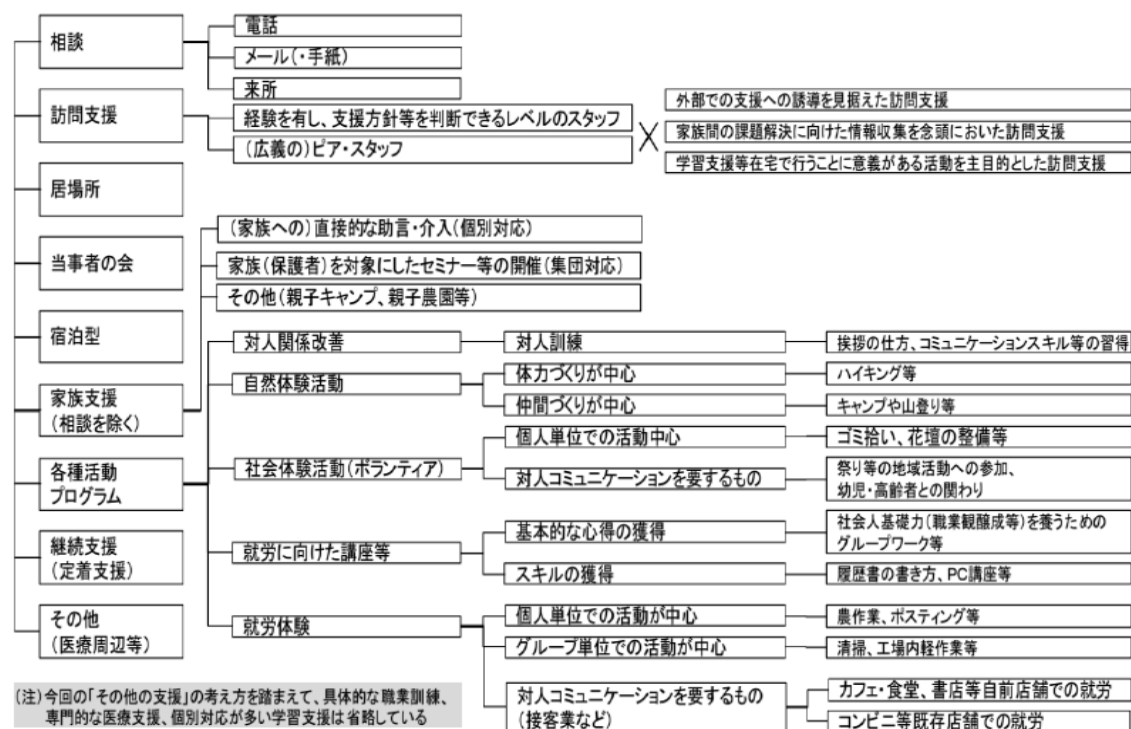 相談
電話
メール(・手紙)
来所
訪問支援
経験を有し、支援方針等を判断できるレベルのスタッフ
(広義の)ピア・スタッフ
外部での支援への誘導を見据えた訪問支援
家族間の課題解決に向けた情報収集を念頭においた訪問支援
学習支援等在宅で行うことに意義がある活動を主目的とした訪問支援
居場所
当事者の会
宿泊型
家族支援
(相談を除く)
(家族への)直接的な助言・介入(個別対応)
家族(保護者)を対象にしたセミナー等の開催(集団対応)
その他(親子キャンプ、親子農園等)
各種活動
プログラム
対人関係改善
対人訓練
挨拶の仕方、コミュニケーションスキル等の習得
自然体験活動
体力づくりが中心
ハイキング等
仲間づくりが中心
キャンプや山登り等
社会体験活動(ボランティア)
個人単位での活動中心
ゴミ拾い、花壇の整備等
対人コミュニケーションを要するもの
祭り等の地域活動への参加、
幼児・高齢者との関わり
就労に向けた講座等
基本的な心得の獲得
社会人基礎力(職業観醸成等)を養うための
グループワーク等
スキルの獲得
履歴書の書き方、PC講座等
就労体験
個人単位での活動が中心
農作業、ポスティング等
グループ単位での活動が中心
清掃、工場内軽作業等
対人コミュニケーションを要するもの
(接客業など)
カフェ・食堂、書店等自前店舗での就労
コンビニ等既存店舗での就労
継続支援
(定着支援)
その他
(医療周辺等)
(注)今回の「その他の支援」の考え方を踏まえて、具体的な職業訓練、
専門的な医療支援、個別対応が多い学習支援は省略している